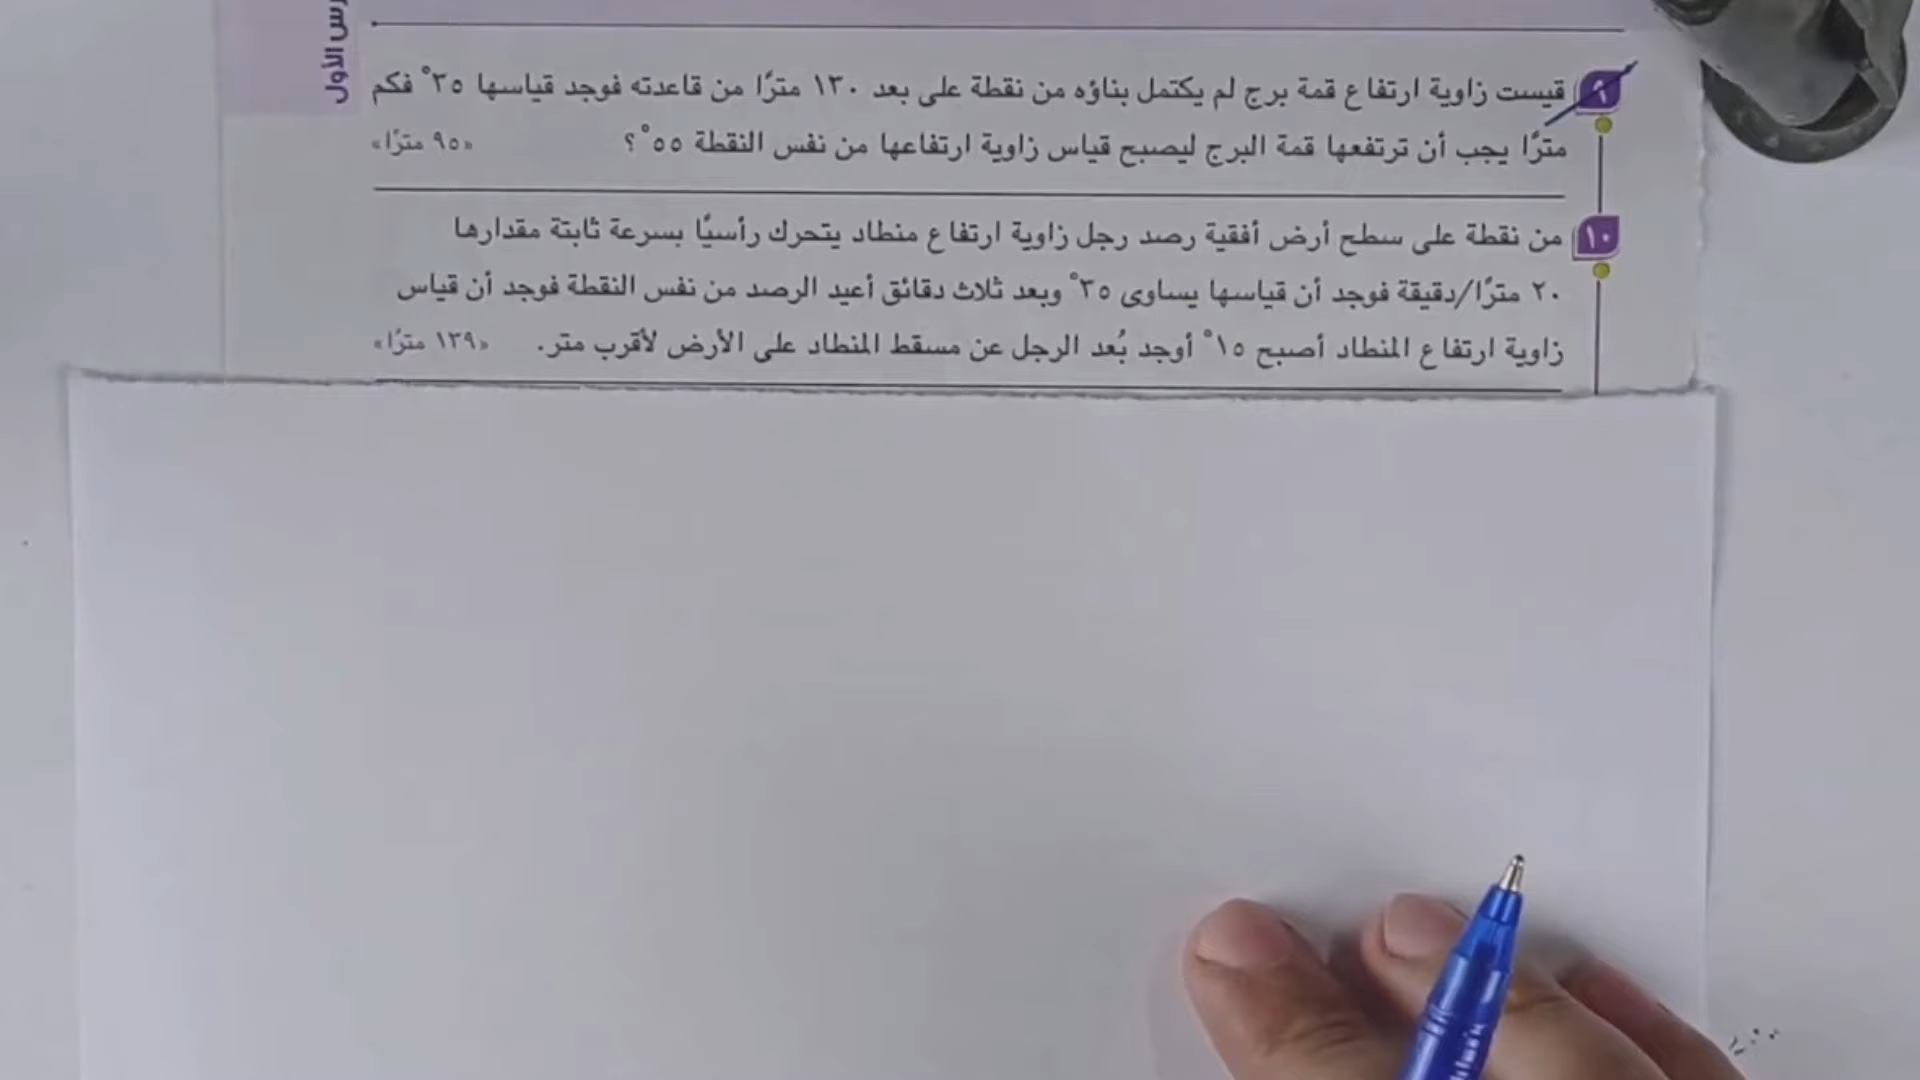 رس الأول
٩ قيست زاوية ارتفاع قمة برج لم يكتمل بناؤه من نقطة على بعد ١٣٠ مترًا من قاعدته فوجد قياسها ٣٥° فكم
مترًا يجب أن ترتفعها قمة البرج ليصبح قياس زاوية ارتفاعها من نفس النقطة ٥٥°؟ «٩٥ مترًا»
١٠ من نقطة على سطح أرض أفقية رصد رجل زاوية ارتفاع منطاد يتحرك رأسيًا بسرعة ثابتة مقدارها
٢٠ مترًا/دقيقة فوجد أن قياسها يساوى ٣٥° وبعد ثلاث دقائق أعيد الرصد من نفس النقطة فوجد أن قياس
زاوية ارتفاع المنطاد أصبح ١٥° أوجد بُعد الرجل عن مسقط المنطاد على الأرض لأقرب متر. «١٣٩ مترًا»